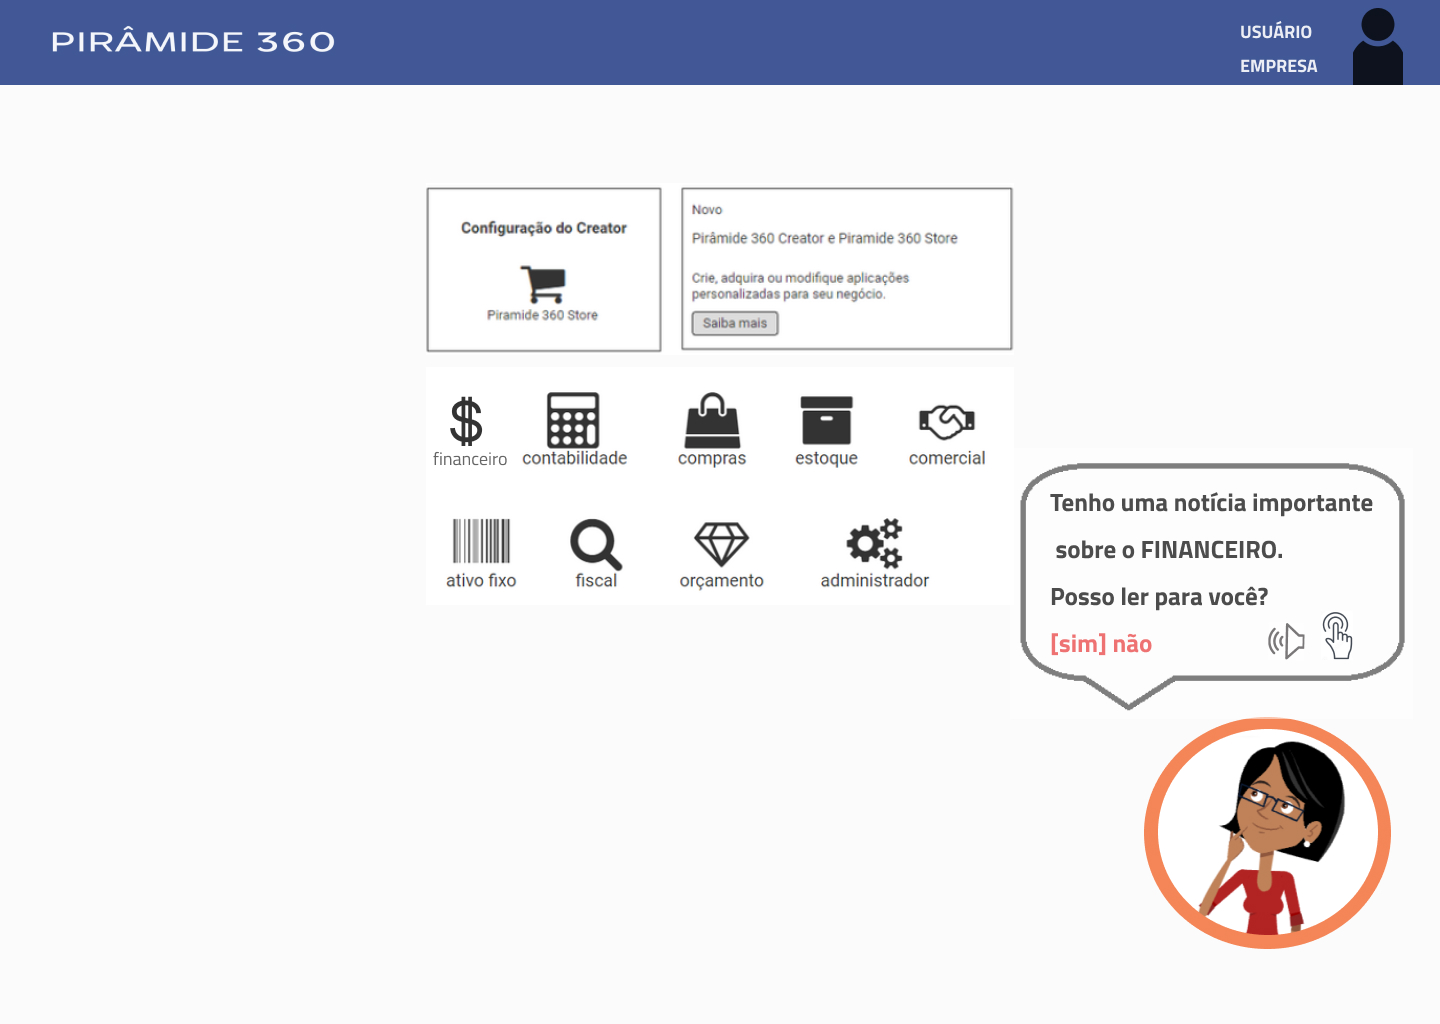 PIRÂMIDE 360
USUÁRIO
EMPRESA
Configuração do Creator
Piramide 360 Store
Novo
Pirâmide 360 Creator e Piramide 360 Store
Crie, adquira ou modifique aplicações
personalizadas para seu negócio.
Saiba mais
financeiro
contabilidade
compras
estoque
comercial
ativo fixo
fiscal
orçamento
administrador
Tenho uma notícia importante
sobre o FINANCEIRO.
Posso ler para você?
[sim] não